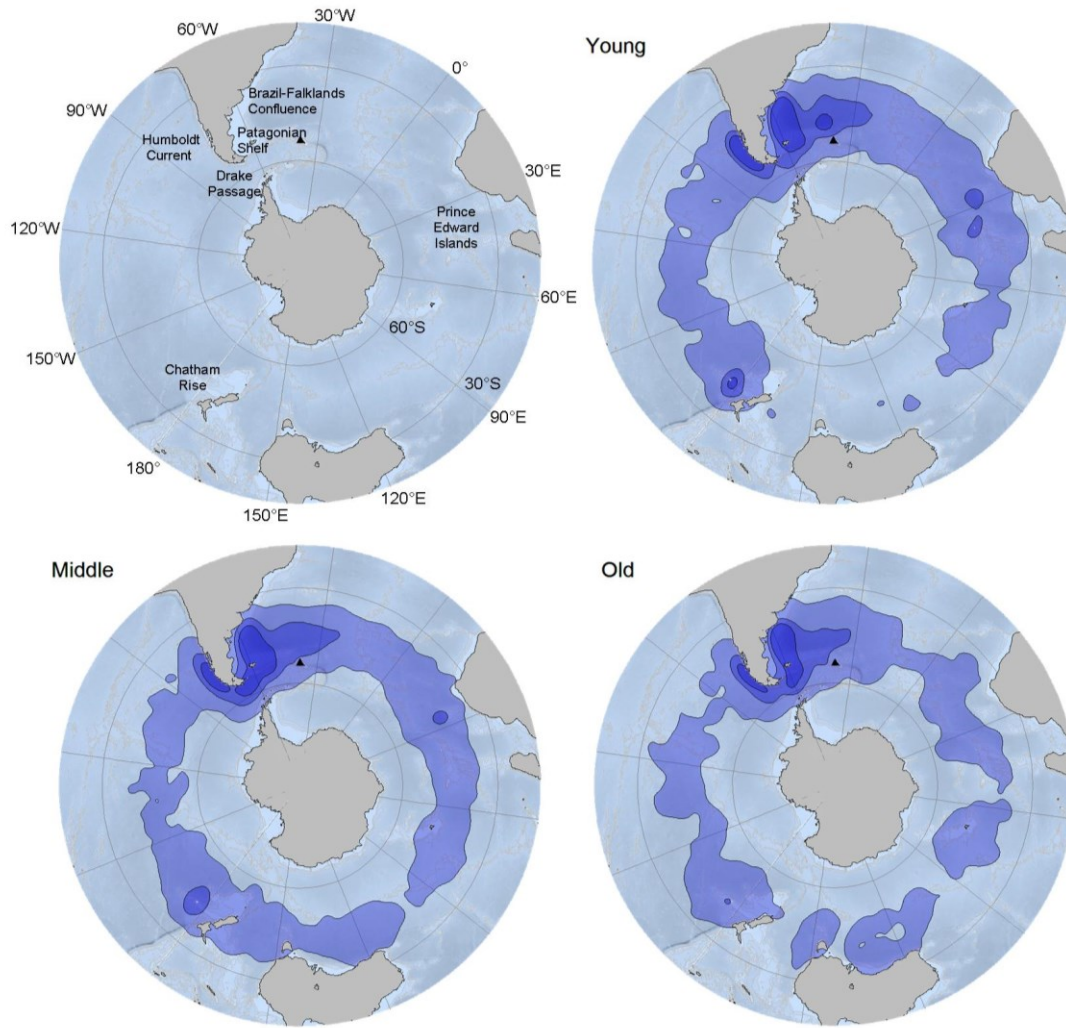 30°W
60°W
Young
0°
90°W
Brazil-Falklands
Confluence
Humboldt
Current
Patagonian
Shelf
Drake
Passage
30°E
120°W
Prince
Edward
Islands
60°E
60°S
150°W
Chatham
Rise
30°S
90°E
180°
120°E
150°E
Middle
Old